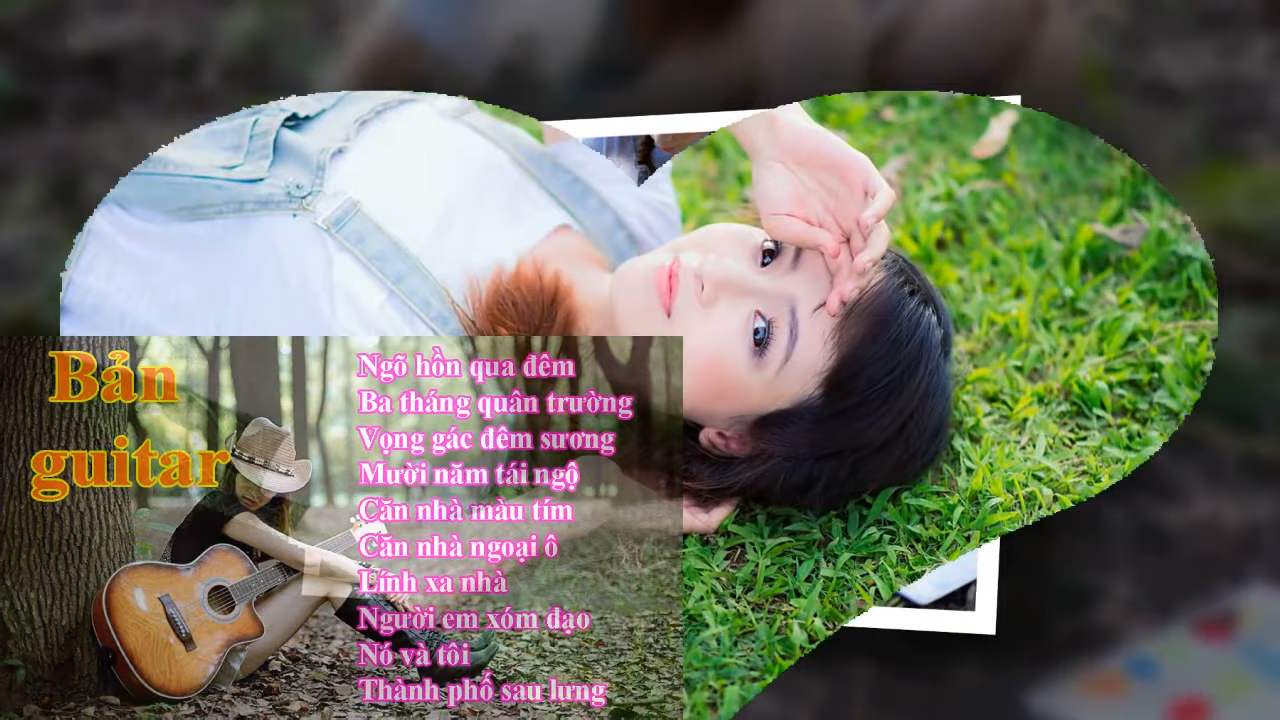 Bản
guitar
Ngõ hồn qua đêm
Ba tháng quân trường
Vọng gác đêm sương
Mười năm tái ngộ
Căn nhà màu tím
Căn nhà ngoại ô
Lính xa nhà
Người em xóm đạo
Nó và tôi
Thành phố sau lưng